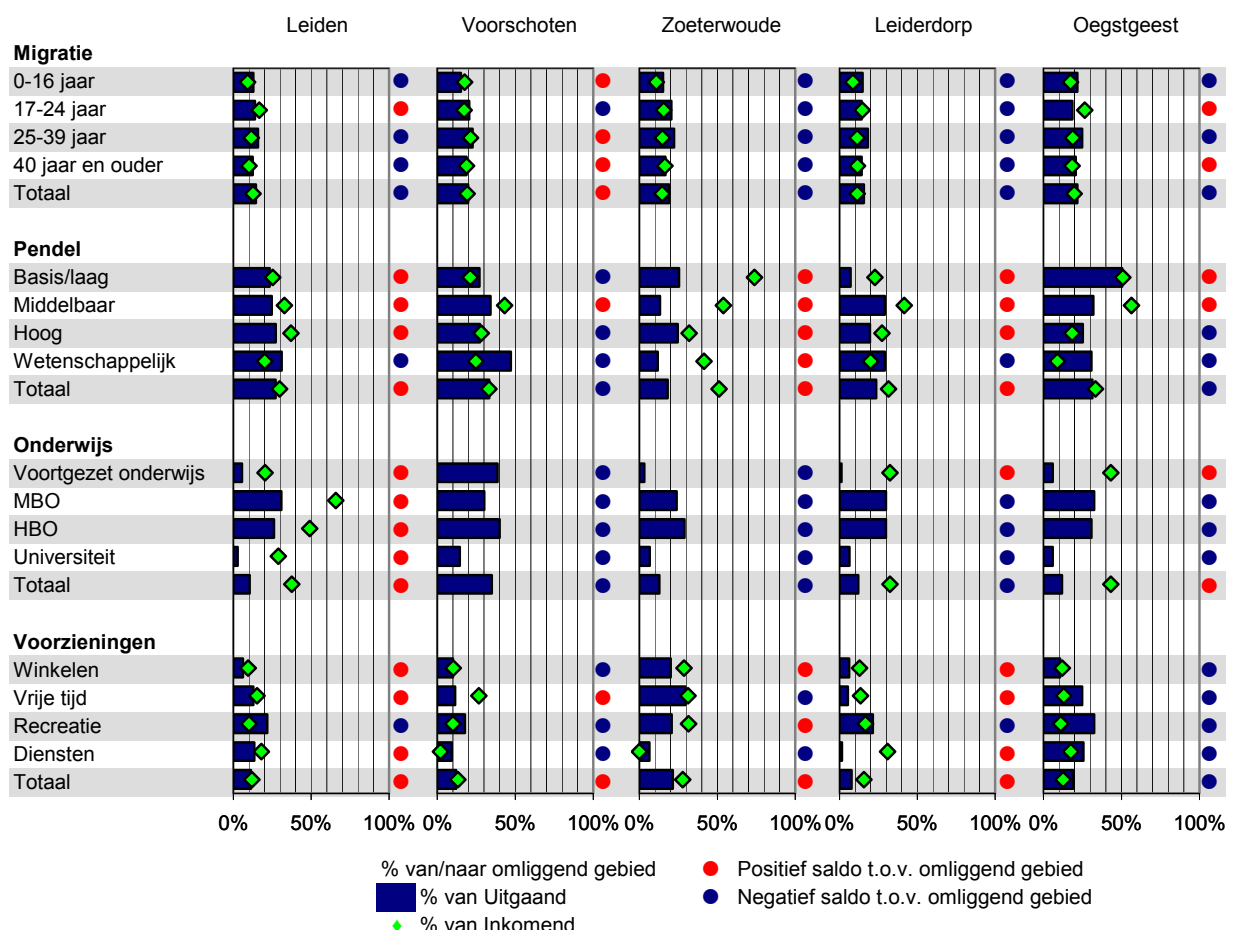 Leiden Voorschoten Zoeterwoude Leiderdorp Oegstgeest
Migratie
0-16 jaar
17-24 jaar
25-39 jaar
40 jaar en ouder
Totaal
Pendel
Basis/laag
Middelbaar
Hoog
Wetenschappelijk
Totaal
Onderwijs
Voortgezet onderwijs
MBO
HBO
Universiteit
Totaal
Voorzieningen
Winkelen
Vrije tijd
Recreatie
Diensten
Totaal
0% 50% 100% 0% 50% 100% 0% 50% 100% 0% 50% 100% 0% 50% 100%
% van/naar omliggend gebied
% van Uitgaand
% van Inkomend
Positief saldo t.o.v. omliggend gebied
Negatief saldo t.o.v. omliggend gebied